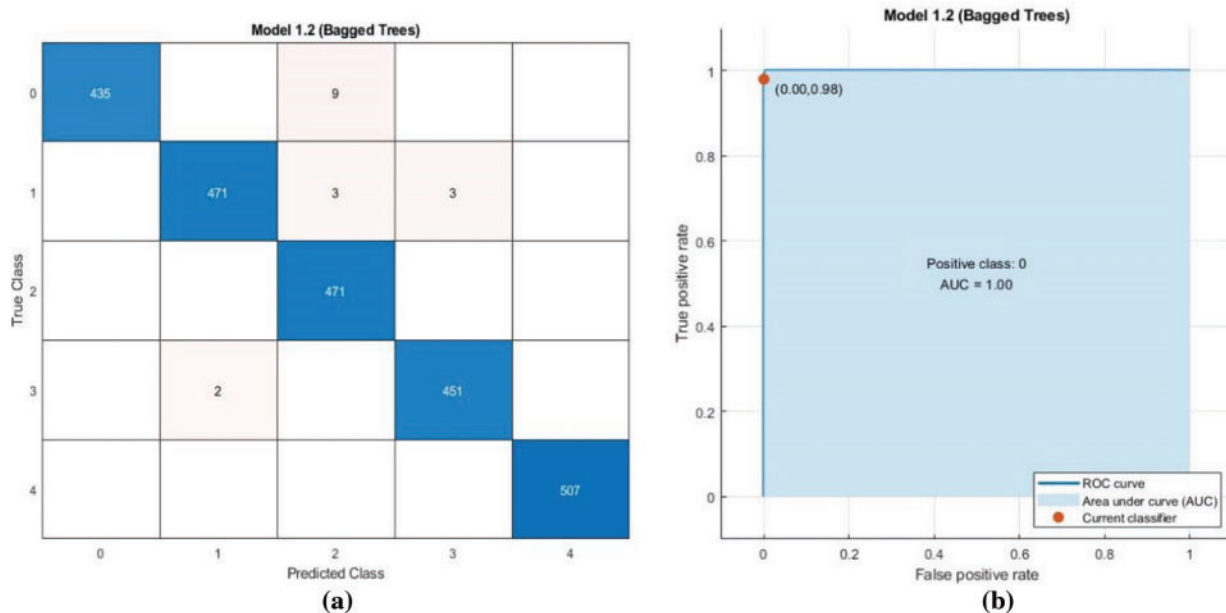 Model 1.2 (Bagged Trees)
0
435
9
1
471
3
3
2
471
3
2
451
4
507
0
1
2
3
4
True Class
Predicted Class
(a)
Model 1.2 (Bagged Trees)
1
0.8
0.6
0.4
0.2
0
(0.00,0.98)
Positive class: 0
AUC = 1.00
ROC curve
Area under curve (AUC)
Current classifier
0
0.2
0.4
0.6
0.8
1
True positive rate
False positive rate
(b)